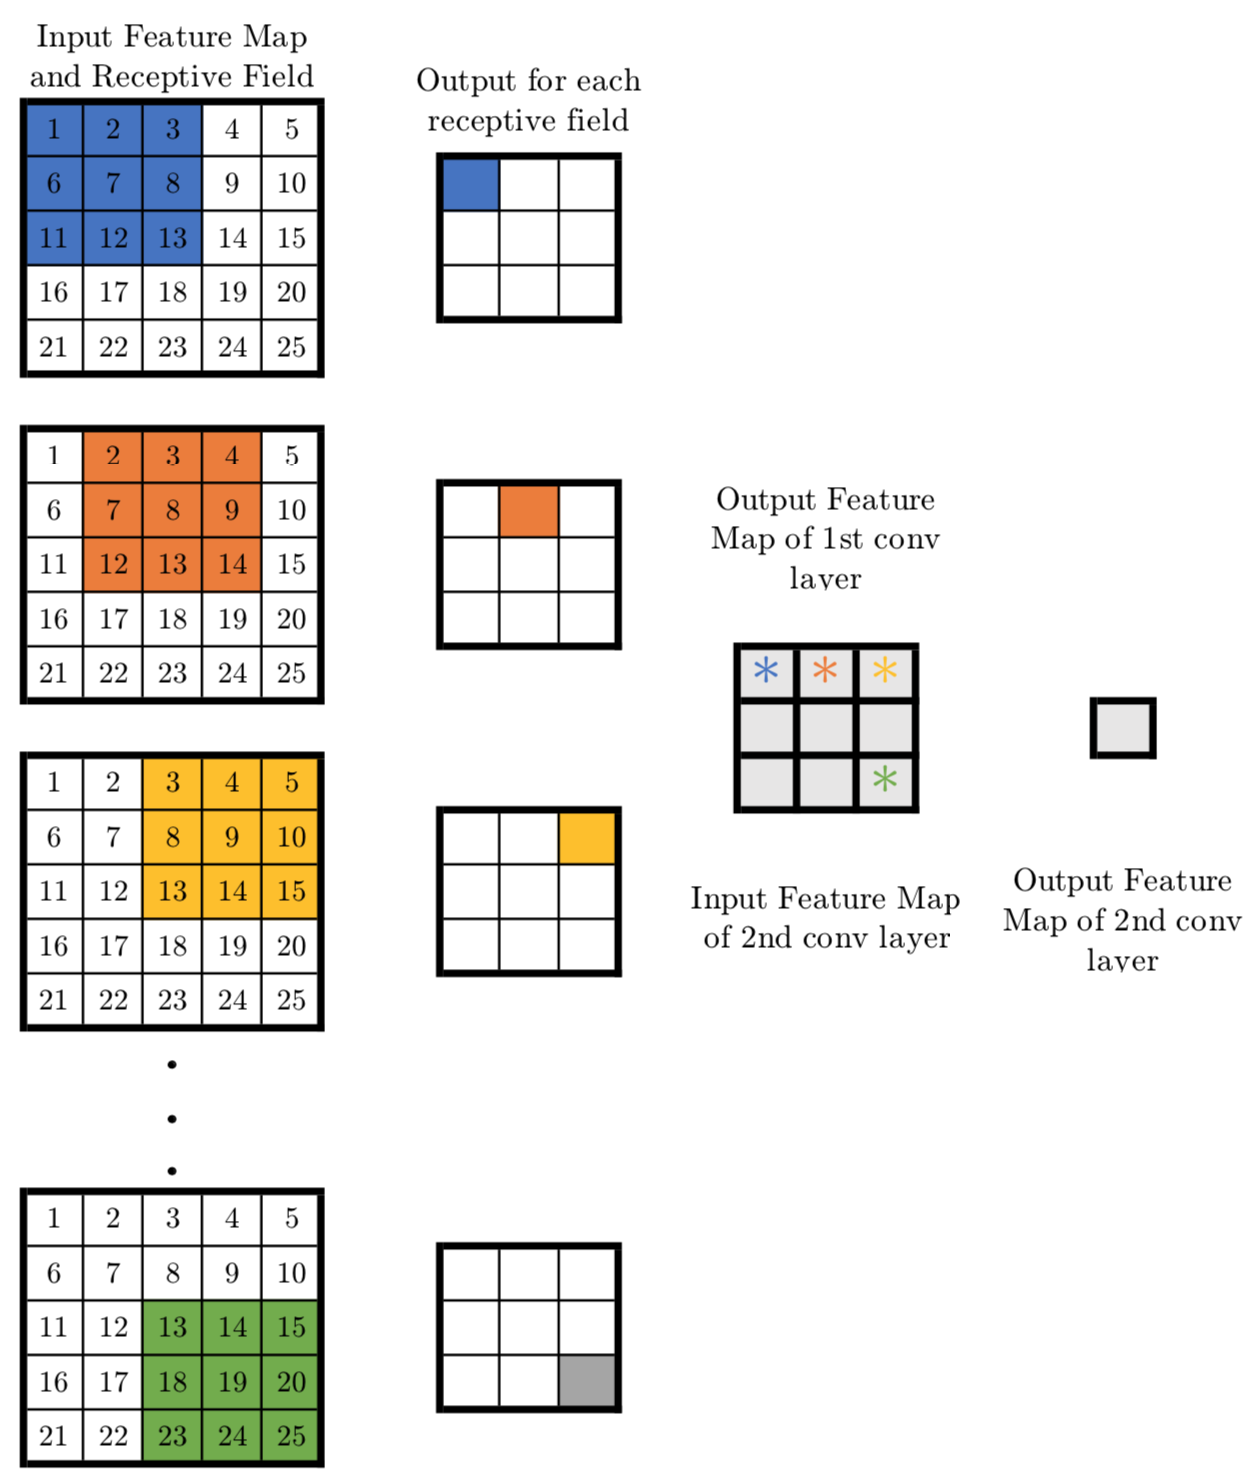 Input Feature Map
and Receptive Field
1 2 3 4 5
6 7 8 9 10
11 12 13 14 15
16 17 18 19 20
21 22 23 24 25
Output for each
receptive field
1 2 3 4 5
6 7 8 9 10
11 12 13 14 15
16 17 18 19 20
21 22 23 24 25
Output Feature
Map of 1st conv
layer
* * *
*
1 2 3 4 5
6 7 8 9 10
11 12 13 14 15
16 17 18 19 20
21 22 23 24 25
Input Feature Map
of 2nd conv layer
Output Feature
Map of 2nd conv
layer
1 2 3 4 5
6 7 8 9 10
11 12 13 14 15
16 17 18 19 20
21 22 23 24 25